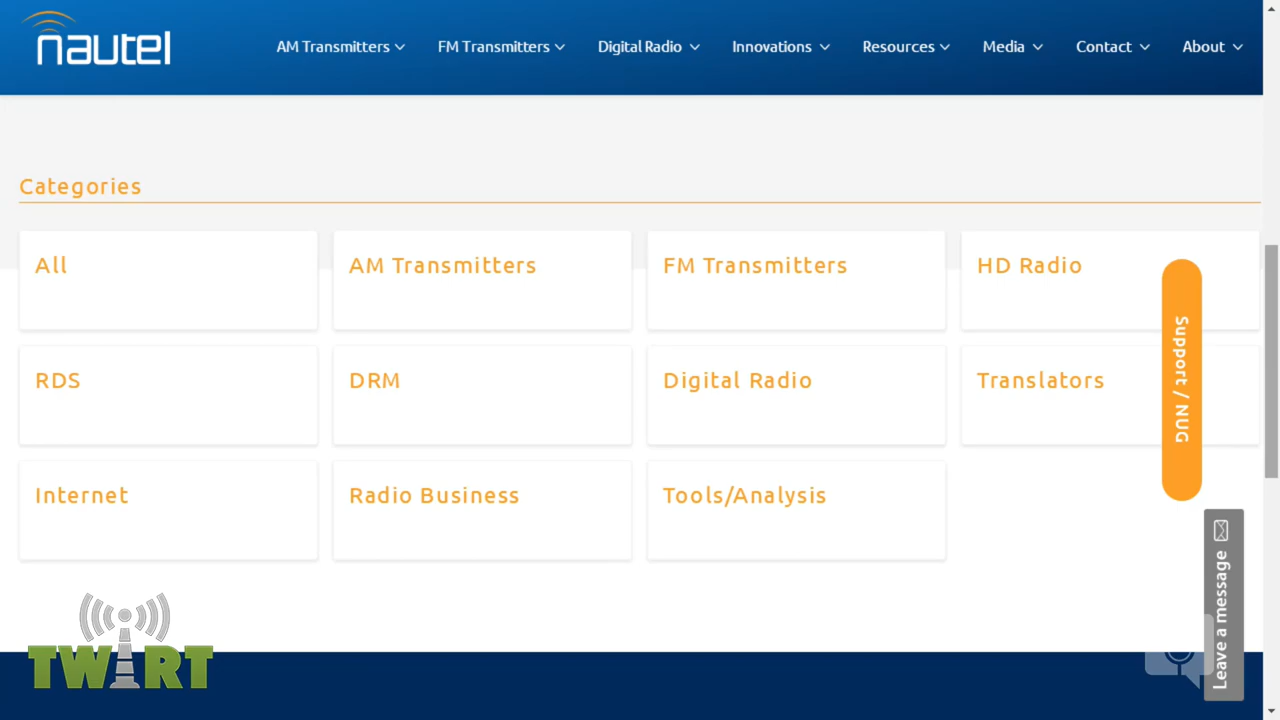 nautel
AM Transmitters
FM Transmitters
Digital Radio
Innovations
Resources
Media
Contact
About
Categories
All
AM Transmitters
FM Transmitters
HD Radio
RDS
DRM
Digital Radio
Translators
Internet
Radio Business
Tools/Analysis
Support / NUG
Leave a message
TWiRT